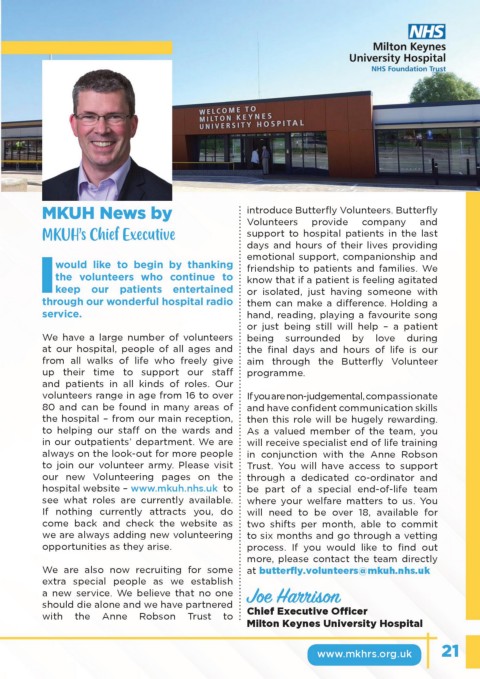 NHS
Milton Keynes
University Hospital
NHS Foundation Trust
WELCOME TO
MILTON KEYNES
UNIVERSITY HOSPITAL
MKUH News by
MKUH's Chief Executive
I would like to begin by thanking
the volunteers who continue to
keep our patients entertained
through our wonderful hospital radio
service.
We have a large number of volunteers
at our hospital, people of all ages and
from all walks of life who freely give
up their time to support our staff
and patients in all kinds of roles. Our
volunteers range in age from 16 to over
80 and can be found in many areas of
the hospital – from our main reception,
to helping our staff on the wards and
in our outpatients' department. We are
always on the look-out for more people
to join our volunteer army. Please visit
our new Volunteering pages on the
hospital website – www.mkuh.nhs.uk to
see what roles are currently available.
If nothing currently attracts you, do
come back and check the website as
we are always adding new volunteering
opportunities as they arise.
We are also now recruiting for some
extra special people as we establish
a new service. We believe that no one
should die alone and we have partnered
with the Anne Robson Trust to
introduce Butterfly Volunteers. Butterfly
Volunteers provide company and
support to hospital patients in the last
days and hours of their lives providing
emotional support, companionship and
friendship to patients and families. We
know that if a patient is feeling agitated
or isolated, just having someone with
them can make a difference. Holding a
hand, reading, playing a favourite song
or just being still will help – a patient
being surrounded by love during
the final days and hours of life is our
aim through the Butterfly Volunteer
programme.
If you are non-judgemental, compassionate
and have confident communication skills
then this role will be hugely rewarding.
As a valued member of the team, you
will receive specialist end of life training
in conjunction with the Anne Robson
Trust. You will have access to support
through a dedicated co-ordinator and
be part of a special end-of-life team
where your welfare matters to us. You
will need to be over 18, available for
two shifts per month, able to commit
to six months and go through a vetting
process. If you would like to find out
more, please contact the team directly
at butterfly.volunteers@mkuh.nhs.uk
Joe Harrison
Chief Executive Officer
Milton Keynes University Hospital
www.mkhrs.org.uk
21